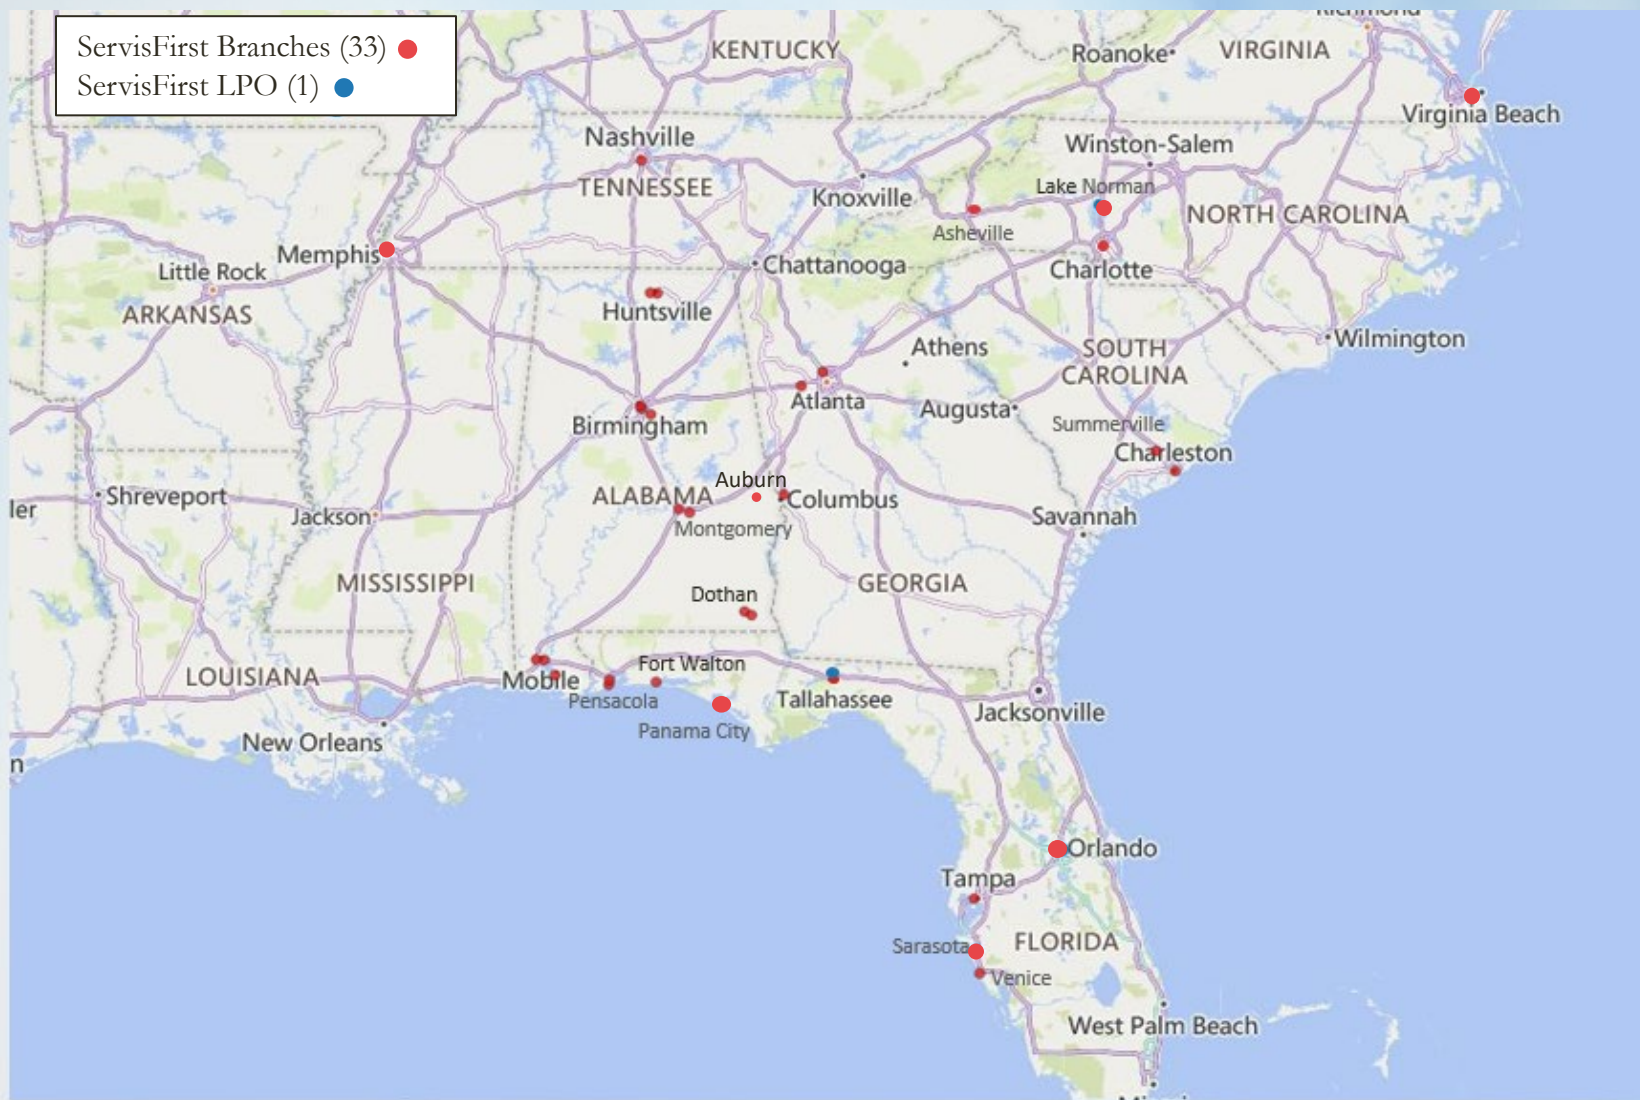 ServisFirst Branches (33)
ServisFirst LPO (1)
KENTUCKY
Roanoke
VIRGINIA
Richmond
Virginia Beach
Nashville
TENNESSEE
Knoxville
Winston-Salem
Lake Norman
NORTH CAROLINA
Asheville
Charlotte
Memphis
Little Rock
ARKANSAS
Chattanooga
Huntsville
Athens
SOUTH
CAROLINA
Wilmington
Atlanta
Augusta
Summerville
Birmingham
Charleston
Auburn
ALABAMA
Columbus
Shreveport
ler
Jackson
Montgomery
Savannah
MISSISSIPPI
GEORGIA
Dothan
LOUISIANA
Mobile
Fort Walton
Pensacola
Tallahassee
Panama City
Jacksonville
New Orleans
n
Orlando
Tampa
Sarasota
FLORIDA
Venice
West Palm Beach